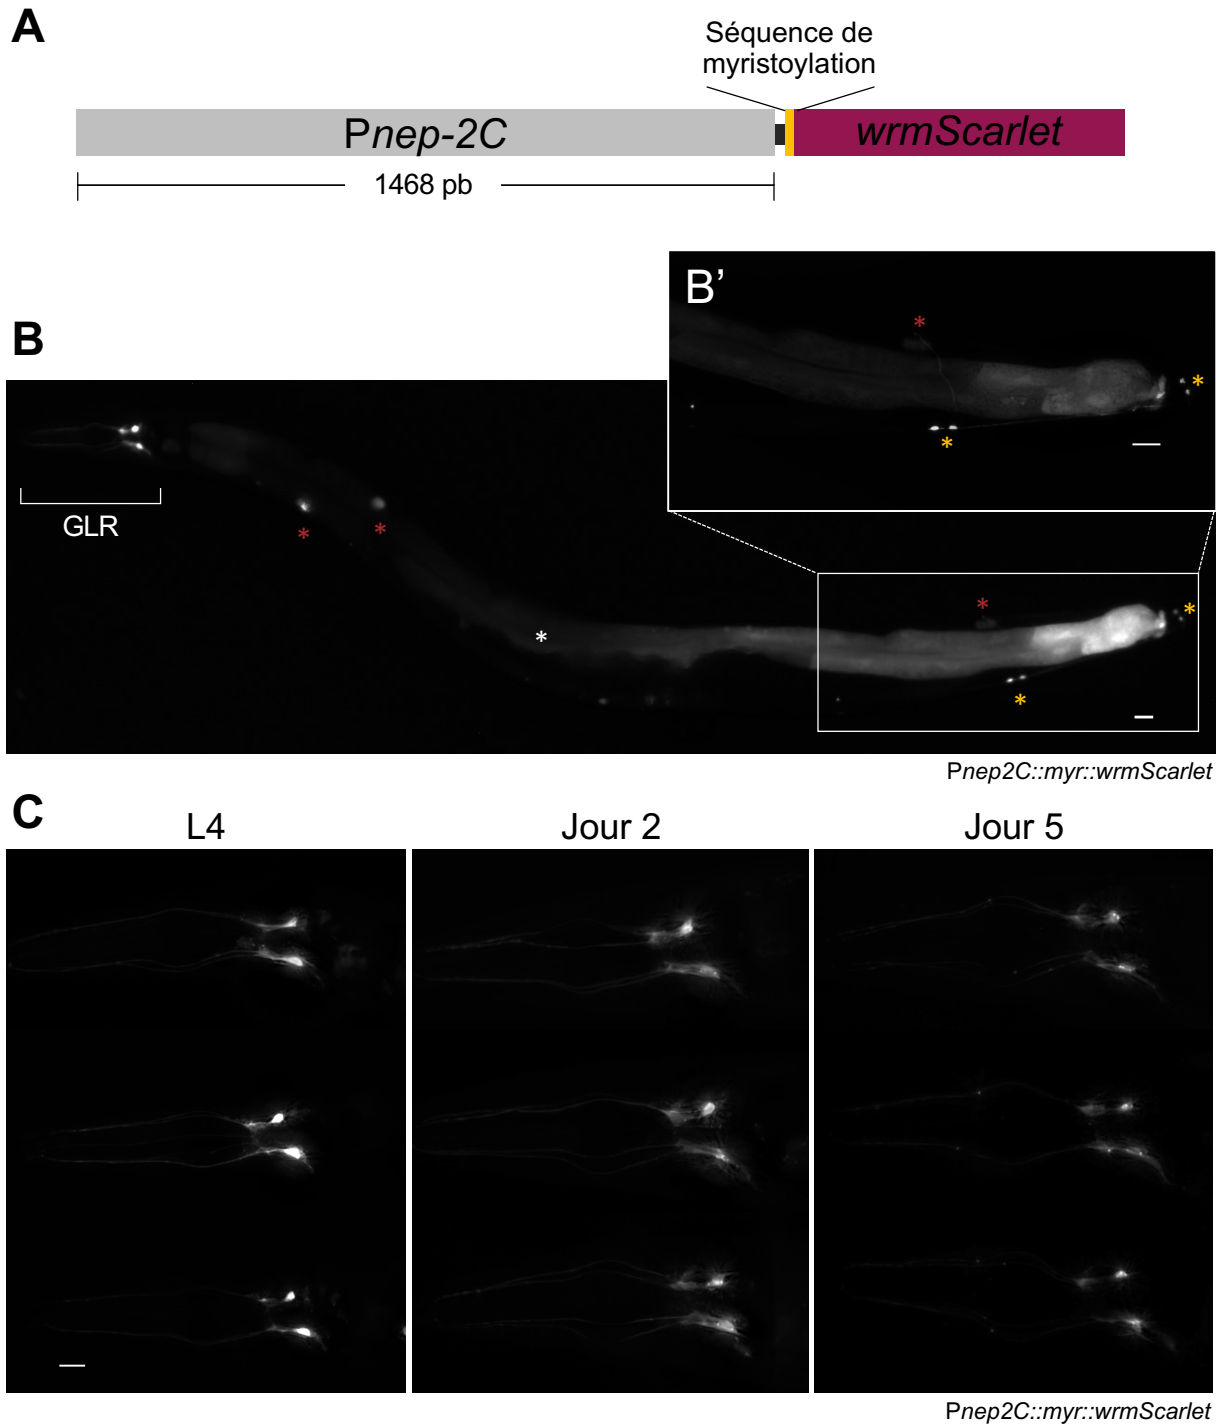 A
Séquence de
myristoylation
Pnep-2C
wrmScarlet
1468 pb
B'
*
*
*
B
GLR
*
*
*
*
*
*
Pnep2C::myr::wrmScarlet
C
L4
Jour 2
Jour 5
Pnep2C::myr::wrmScarlet